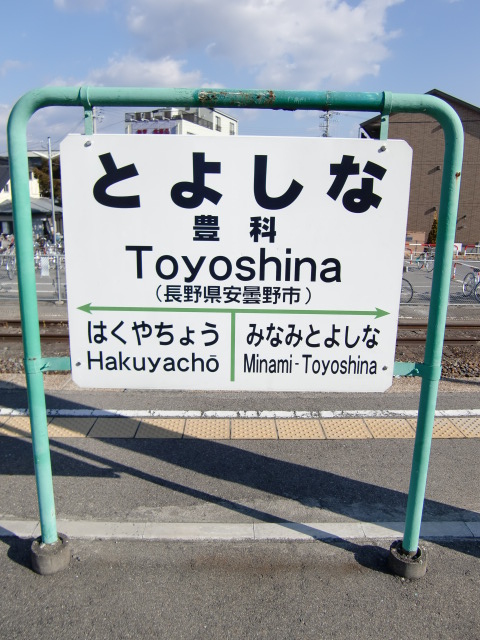 とよしな
豊科
Toyoshina
（長野県安曇野市）
はくやちょう みなみとよしな
Hakuyachō Minami-Toyoshina